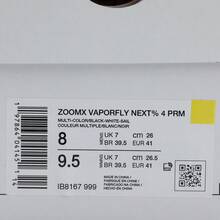 ZOOMX VAPORFLY NEXT% 4 PRM
MULTI-COLOR/BLACK-WHITE-SAIL
COULEUR MULTIPLE/BLANC/NOIR
8 UK 7 cm 26
BR 39.5 EUR 41
9.5 UK 7 cm 26.5
BR 39.5 EUR 41
IB8167 999